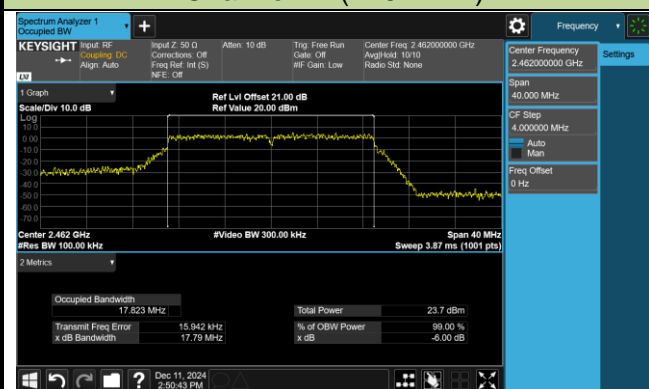 Spectrum Analyzer 1
Occupied BW
+
Frequency
KEYSIGHT
Input: RF
Coupling: DC
Align: Auto
Input Z: 50 Ω
Corrections: Off
Freq Ref: Int (S)
NFE: Off
Atten: 10 dB
Trig: Free Run
Gate: Off
#IF Gain: Low
Center Freq: 2.462000000 GHz
Avg|Hold: 10/10
Radio Std: None
LXI
Center Frequency
2.462000000 GHz
Settings
Span
40.000 MHz
CF Step
4.000000 MHz
Auto
Man
Freq Offset
0 Hz
1 Graph
Scale/Div 10.0 dB
Ref Lvl Offset 21.00 dB
Ref Value 20.00 dBm
Log
10.0
0.00
-10.0
-20.0
-30.0
-40.0
-50.0
-60.0
-70.0
Center 2.462 GHz
#Video BW 300.00 kHz
Span 40 MHz
#Res BW 100.00 kHz
Sweep 3.87 ms (1001 pts)
2 Metrics
Occupied Bandwidth
17.823 MHz
Total Power 23.7 dBm
Transmit Freq Error 15.942 kHz
% of OBW Power 99.00 %
x dB Bandwidth 17.79 MHz
x dB -6.00 dB
?
Dec 11, 2024
2:50:43 PM